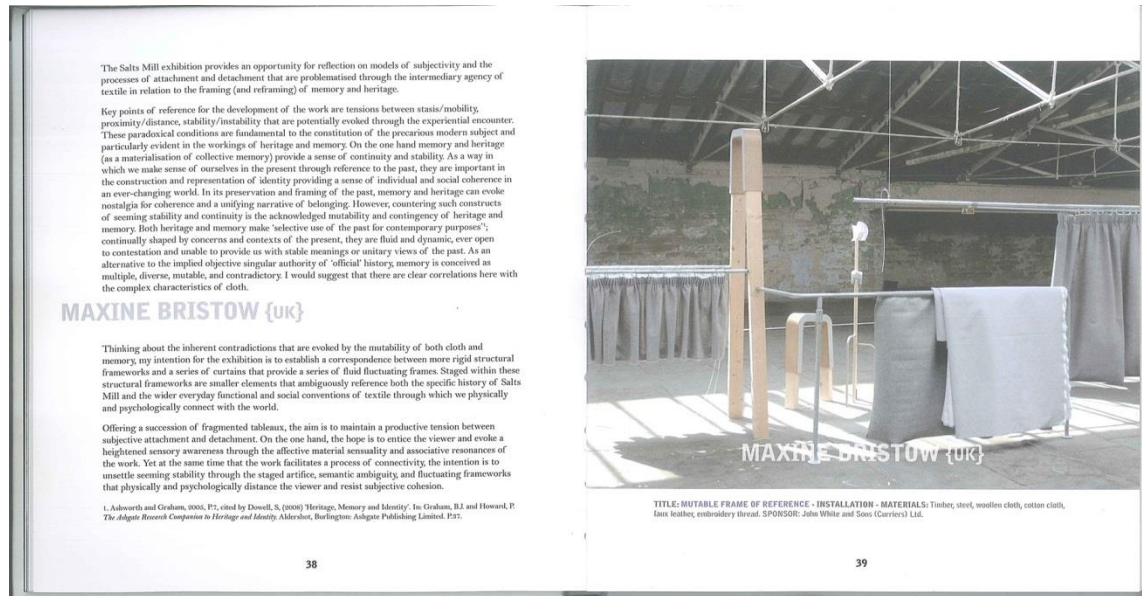 The Salts Mill exhibition provides an opportunity for reflection on models of subjectivity and the
processes of attachment and detachment that are problematised through the intermediary agency of
textile in relation to the framing (and reframing) of memory and heritage.
Key points of reference for the development of the work are tensions between stasis/mobility,
proximity/distance, stability/instability that are potentially evoked through the experiential encounter.
These paradoxical conditions are fundamental to the constitution of the precarious modern subject and
particularly evident in the workings of heritage and memory. On the one hand memory and heritage
(as a materialisation of collective memory) provide a sense of continuity and stability. As a way in
which we make sense of ourselves in the present through reference to the past, they are important in
the construction and representation of identity providing a sense of individual and social coherence in
an ever-changing world. In its preservation and framing of the past, memory and heritage can evoke
nostalgia for coherence and a unifying narrative of belonging. However, countering such constructs
of seeming stability and continuity is the acknowledged mutability and contingency of heritage and
memory. Both heritage and memory make 'selective use of the past for contemporary purposes'¹;
continually shaped by concerns and contexts of the present, they are fluid and dynamic, ever open
to contestation and unable to provide us with stable meanings or unitary views of the past. As an
alternative to the implied objective singular authority of 'official' history, memory is conceived as
multiple, diverse, mutable, and contradictory. I would suggest that there are clear correlations here with
the complex characteristics of cloth.
MAXINE BRISTOW {UK}
Thinking about the inherent contradictions that are evoked by the mutability of both cloth and
memory, my intention for the exhibition is to establish a correspondence between more rigid structural
frameworks and a series of curtains that provide a series of fluid fluctuating frames. Staged within these
structural frameworks are smaller elements that ambiguously reference both the specific history of Salts
Mill and the wider everyday functional and social conventions of textile through which we physically
and psychologically connect with the world.
Offering a succession of fragmented tableaux, the aim is to maintain a productive tension between
subjective attachment and detachment. On the one hand, the hope is to entice the viewer and evoke a
heightened sensory awareness through the affective material sensuality and associative resonances of
the work. Yet at the same time that the work facilitates a process of connectivity, the intention is to
unsettle seeming stability through the staged artifice, semantic ambiguity, and fluctuating frameworks
that physically and psychologically distance the viewer and resist subjective cohesion.
1. Ashworth and Graham, 2005, P.7, cited by Dowell, S, (2008) 'Heritage, Memory and Identity'. In: Graham, B.J. and Howard, P.
The Ashgate Research Companion to Heritage and Identity. Aldershot, Burlington: Ashgate Publishing Limited. P.37.
38
MAXINE BRISTOW {UK}
TITLE: MUTABLE FRAME OF REFERENCE - INSTALLATION - MATERIALS: Timber, steel, woollen cloth, cotton cloth,
faux leather, embroidery thread. SPONSOR: John White and Sons (Curriers) Ltd.
39